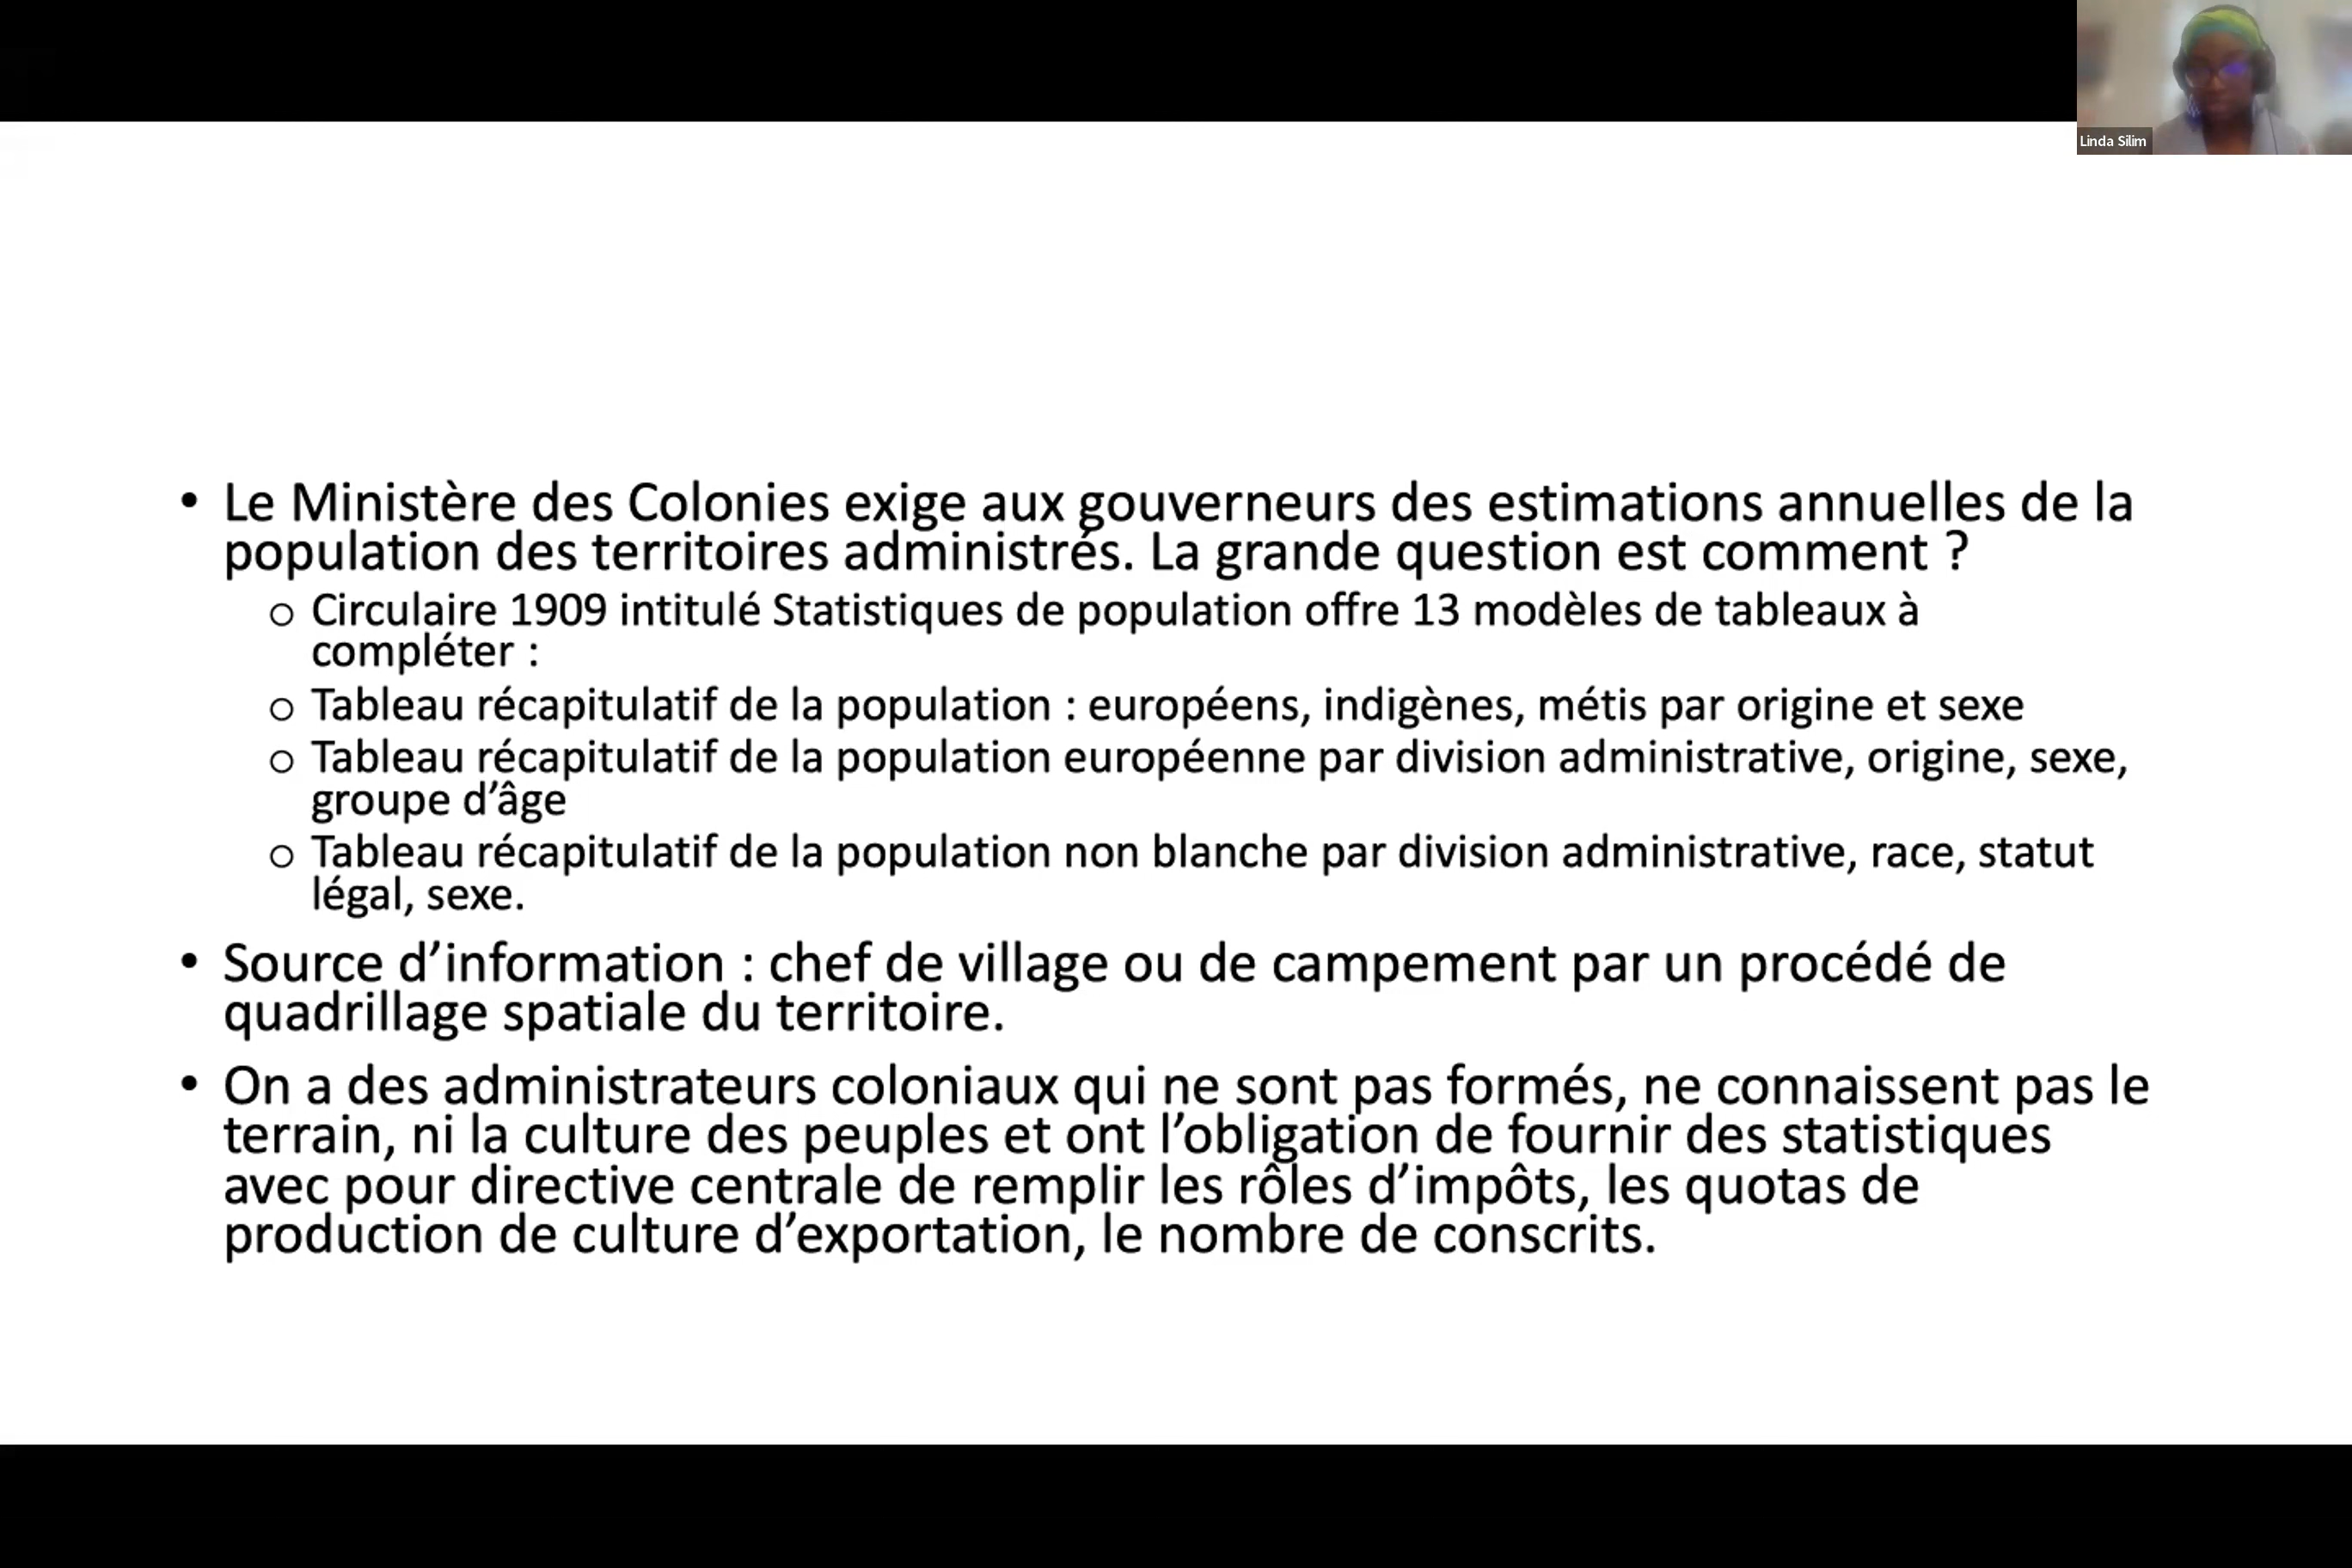 Linda Silim
• Le Ministère des Colonies exige aux gouverneurs des estimations annuelles de la
population des territoires administrés. La grande question est comment ?
o Circulaire 1909 intitulé Statistiques de population offre 13 modèles de tableaux à
compléter :
o Tableau récapitulatif de la population : européens, indigènes, métis par origine et sexe
o Tableau récapitulatif de la population européenne par division administrative, origine, sexe,
groupe d’âge
o Tableau récapitulatif de la population non blanche par division administrative, race, statut
légal, sexe.
• Source d’information : chef de village ou de campement par un procédé de
quadrillage spatiale du territoire.
• On a des administrateurs coloniaux qui ne sont pas formés, ne connaissent pas le
terrain, ni la culture des peuples et ont l’obligation de fournir des statistiques
avec pour directive centrale de remplir les rôles d’impôts, les quotas de
production de culture d’exportation, le nombre de conscrits.